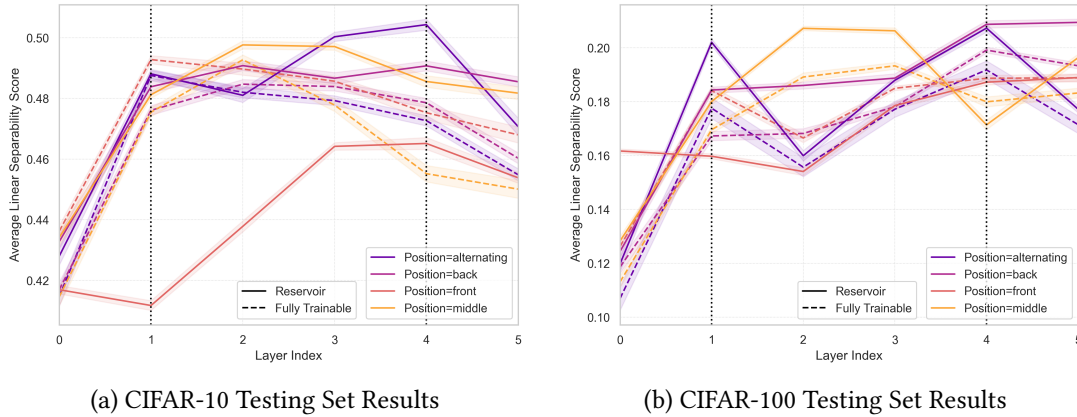 Average Linear Separability Score
0.50
0.48
0.46
0.44
0.42
0 1 2 3 4 5
Layer Index
Reservoir
Fully Trainable
Position=alternating
Position=back
Position=front
Position=middle
(a) CIFAR-10 Testing Set Results
Average Linear Separability Score
0.20
0.18
0.16
0.14
0.12
0.10
0 1 2 3 4 5
Layer Index
Reservoir
Fully Trainable
Position=alternating
Position=back
Position=front
Position=middle
(b) CIFAR-100 Testing Set Results